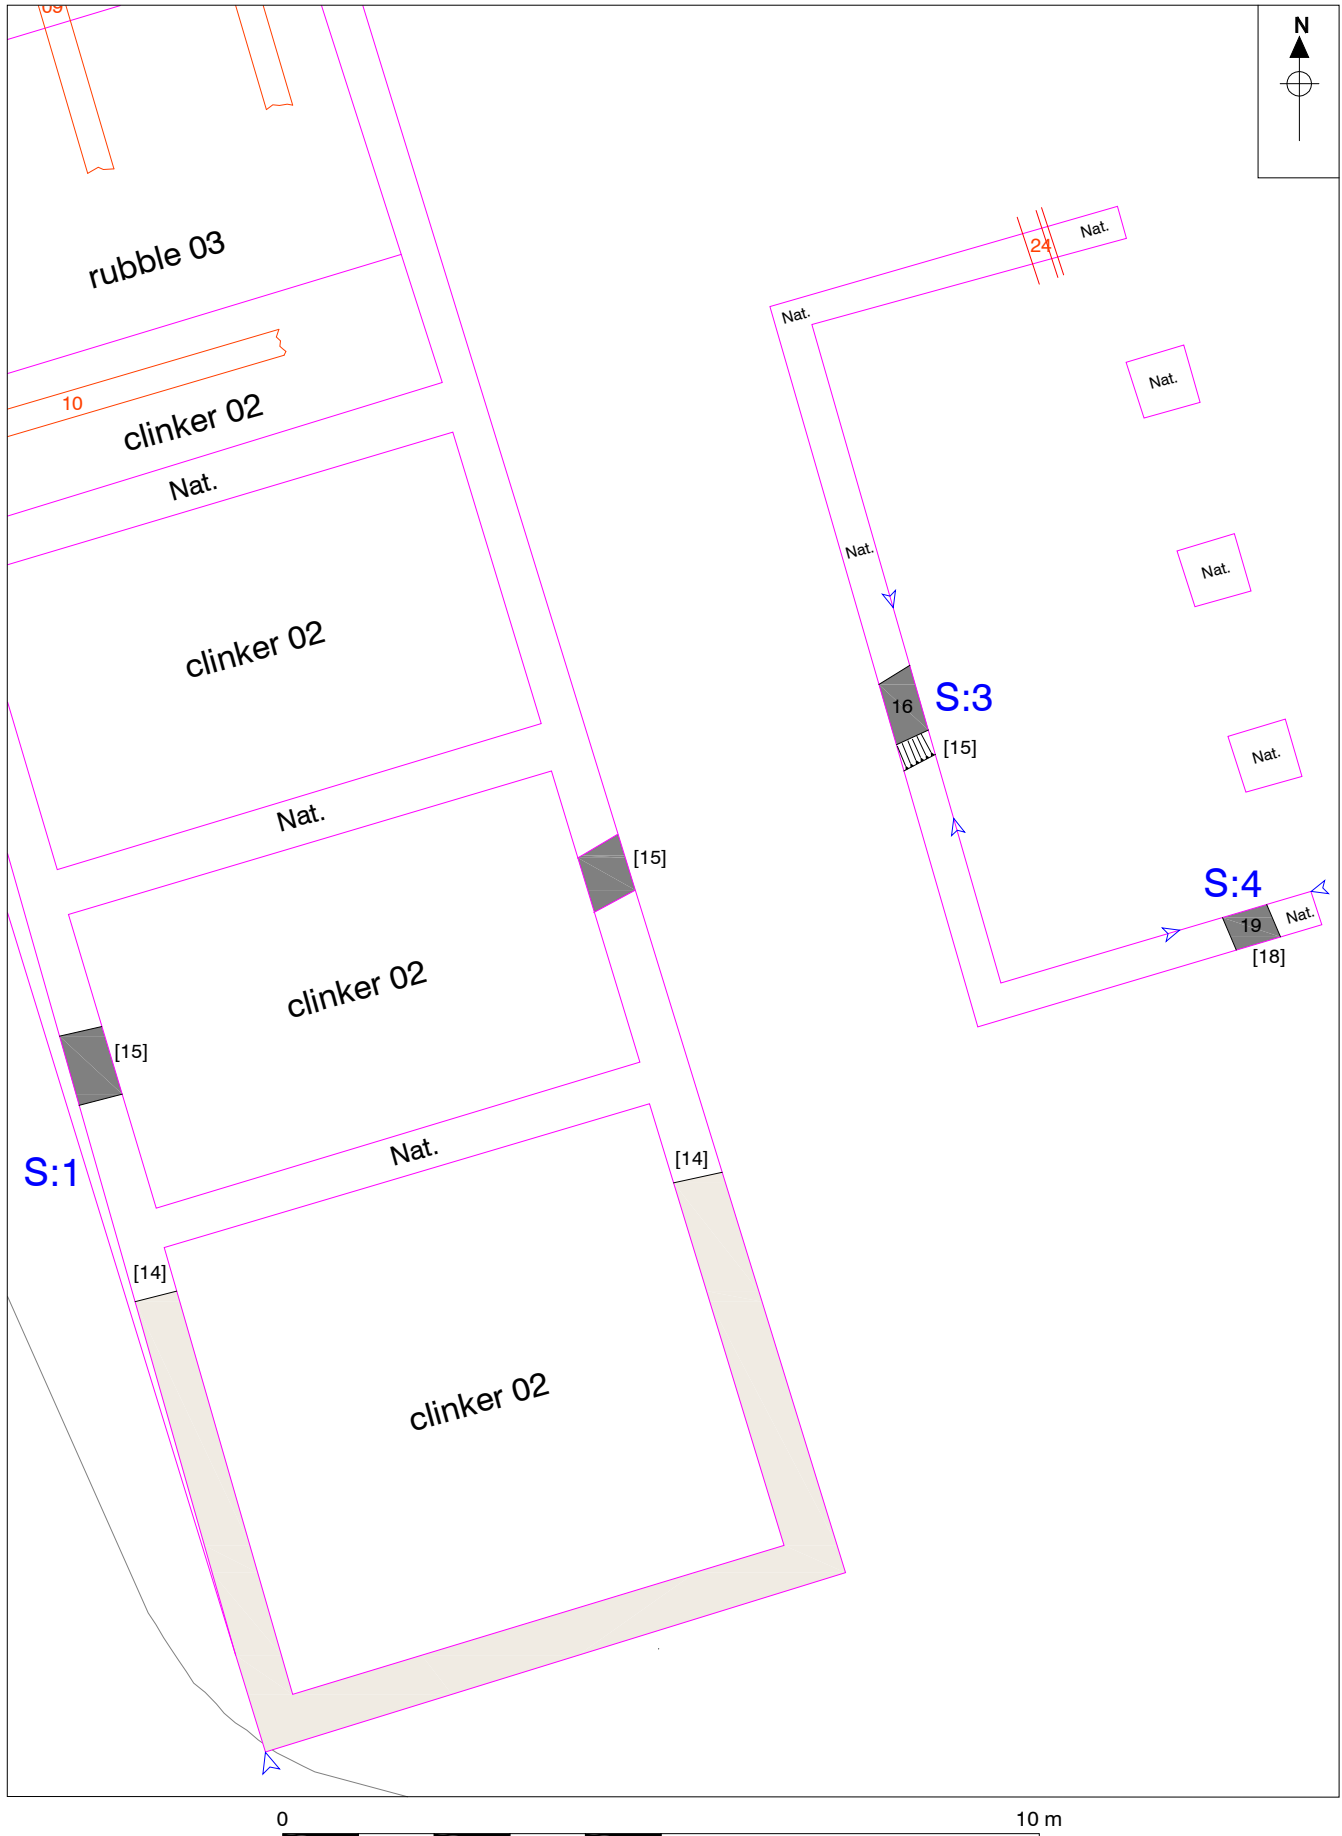 09
N
24
Nat.
rubble 03
Nat.
Nat.
10
clinker 02
Nat.
Nat.
Nat.
clinker 02
16
S:3
[15]
Nat.
Nat.
[15]
S:4
19
Nat.
[18]
clinker 02
[15]
Nat.
S:1
[14]
[14]
clinker 02
0
10 m